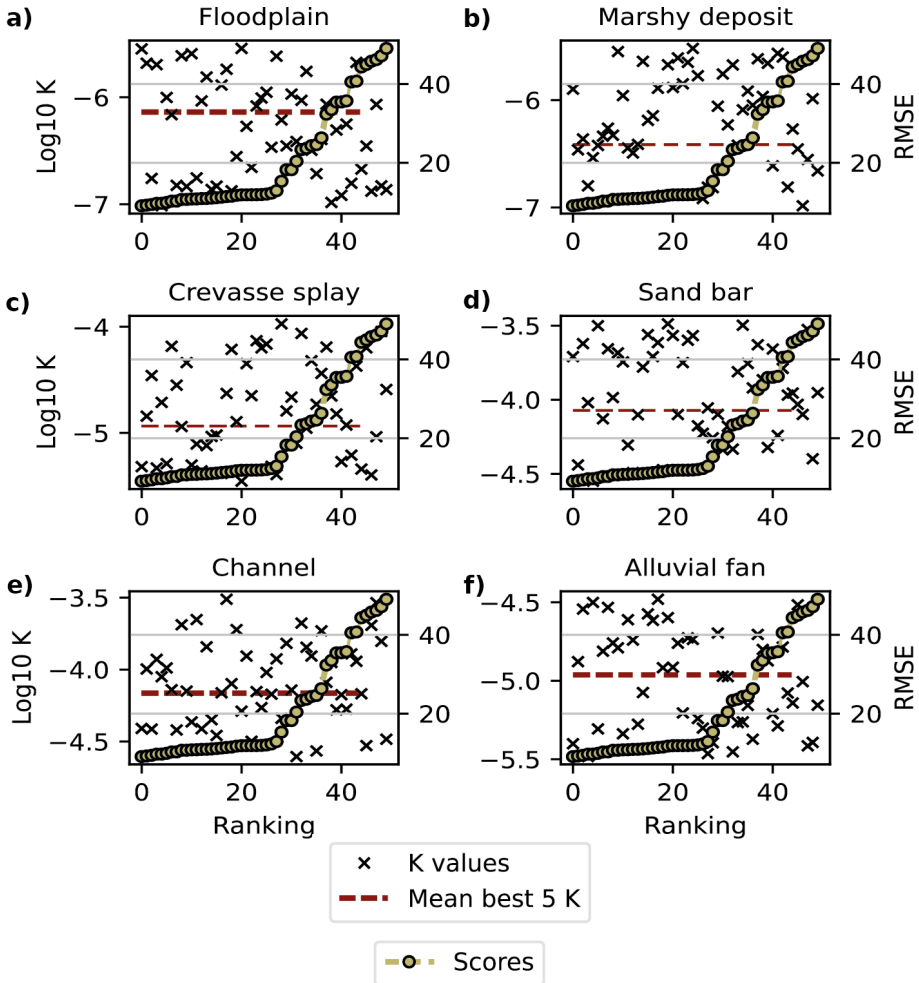 a) Floodplain
b) Marshy deposit
−6
−7
Log10 K
40
20
0 20 40
−6
−7
40
20
RMSE
0 20 40
c) Crevasse splay
d) Sand bar
−4
−5
Log10 K
40
20
0 20 40
−3.5
−4.0
−4.5
40
20
RMSE
0 20 40
e) Channel
f) Alluvial fan
−3.5
−4.0
−4.5
Log10 K
40
20
0 20 40
Ranking
−4.5
−5.0
−5.5
40
20
RMSE
0 20 40
Ranking
K values
Mean best 5 K
Scores